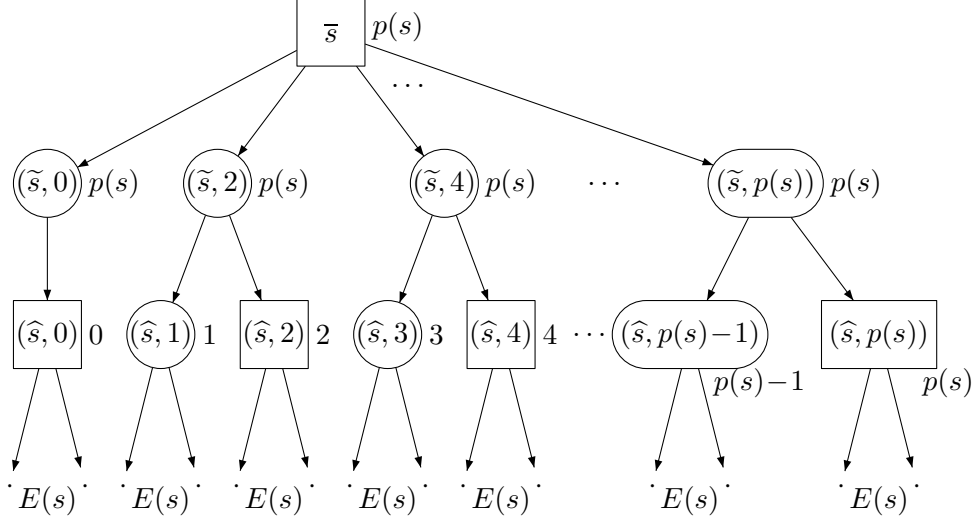 s̅ p(s)
···
(s̃, 0) p(s) (s̃, 2) p(s) (s̃, 4) p(s) ··· (s̃, p(s)) p(s)
(ŝ, 0) 0 (ŝ, 1) 1 (ŝ, 2) 2 (ŝ, 3) 3 (ŝ, 4) 4 ··· (ŝ, p(s)−1) (ŝ, p(s))
p(s)−1 p(s)
· E(s) · · E(s) · · E(s) · · E(s) · · E(s) · · E(s) · · E(s) ·